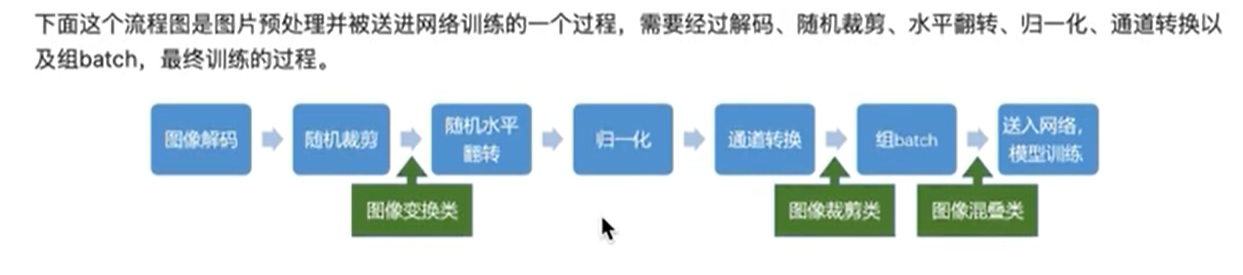 下面这个流程图是图片预处理并被送进网络训练的一个过程，需要经过解码、随机裁剪、水平翻转、归一化、通道转换以
及组batch，最终训练的过程。
图像解码
随机裁剪
随机水平
翻转
归一化
通道转换
组batch
送入网络，
模型训练
图像变换类
图像裁剪类
图像混叠类